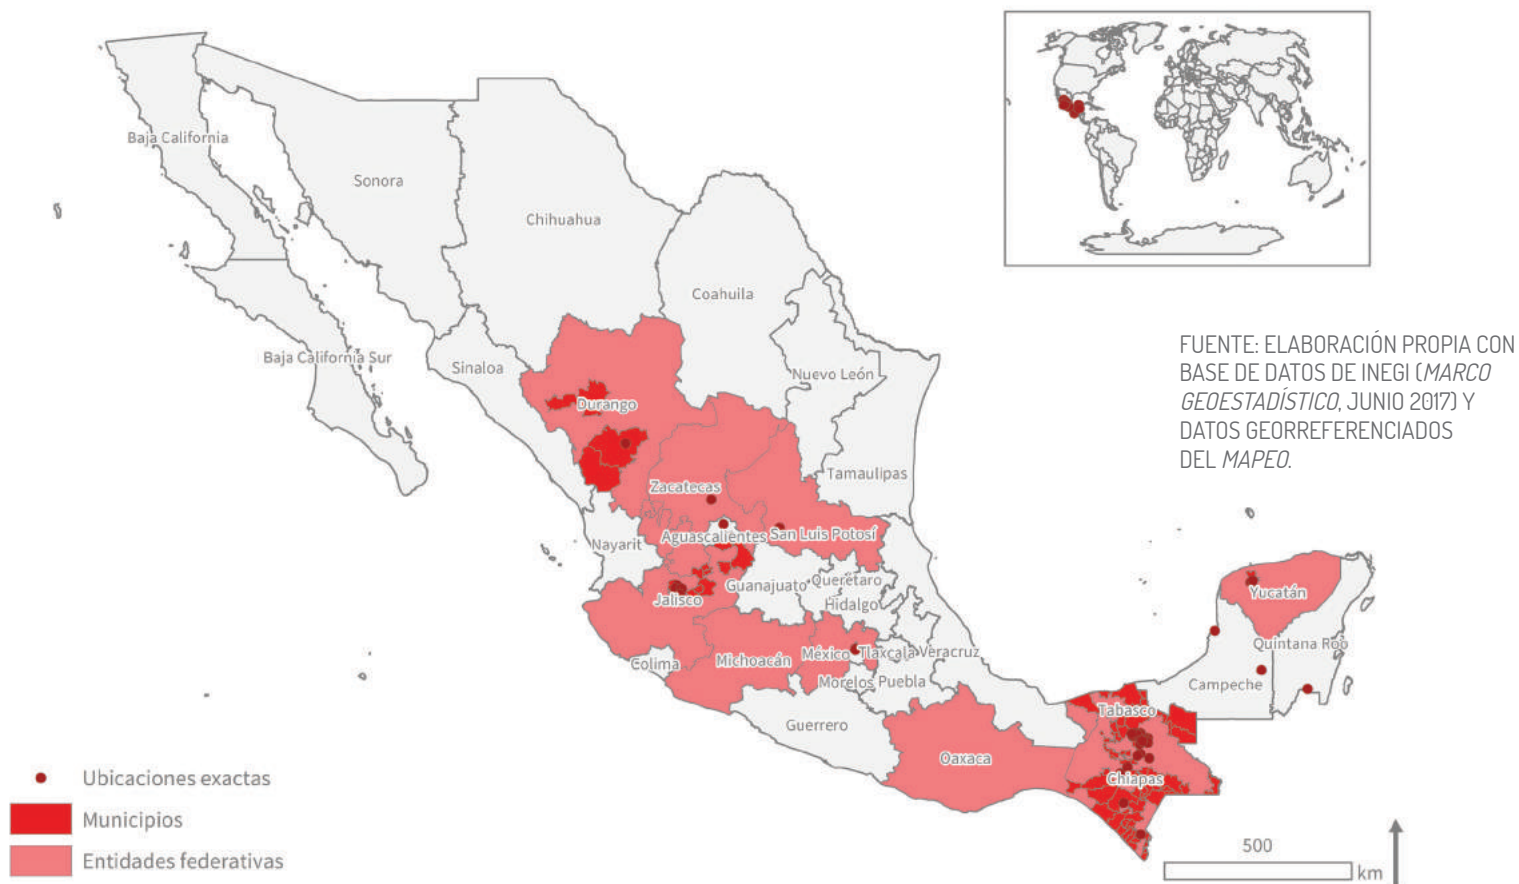 Baja California
Sonora
Chihuahua
Coahuila
Baja California Sur
Sinaloa
Nuevo León
Durango
Tamaulipas
Zacatecas
Nayarit
Aguascalientes
San Luis Potosí
Guanajuato
Querétaro
Hidalgo
Jalisco
Yucatán
Quintana Roo
Colima
Michoacán
México
Tlaxcala
Veracruz
Morelos
Puebla
Campeche
Guerrero
Tabasco
Oaxaca
Chiapas
FUENTE: ELABORACIÓN PROPIA CON
BASE DE DATOS DE INEGI (MARCO
GEOESTADÍSTICO, JUNIO 2017) Y
DATOS GEORREFERENCIADOS
DEL MAPEO.
Ubicaciones exactas
Municipios
Entidades federativas
500
km